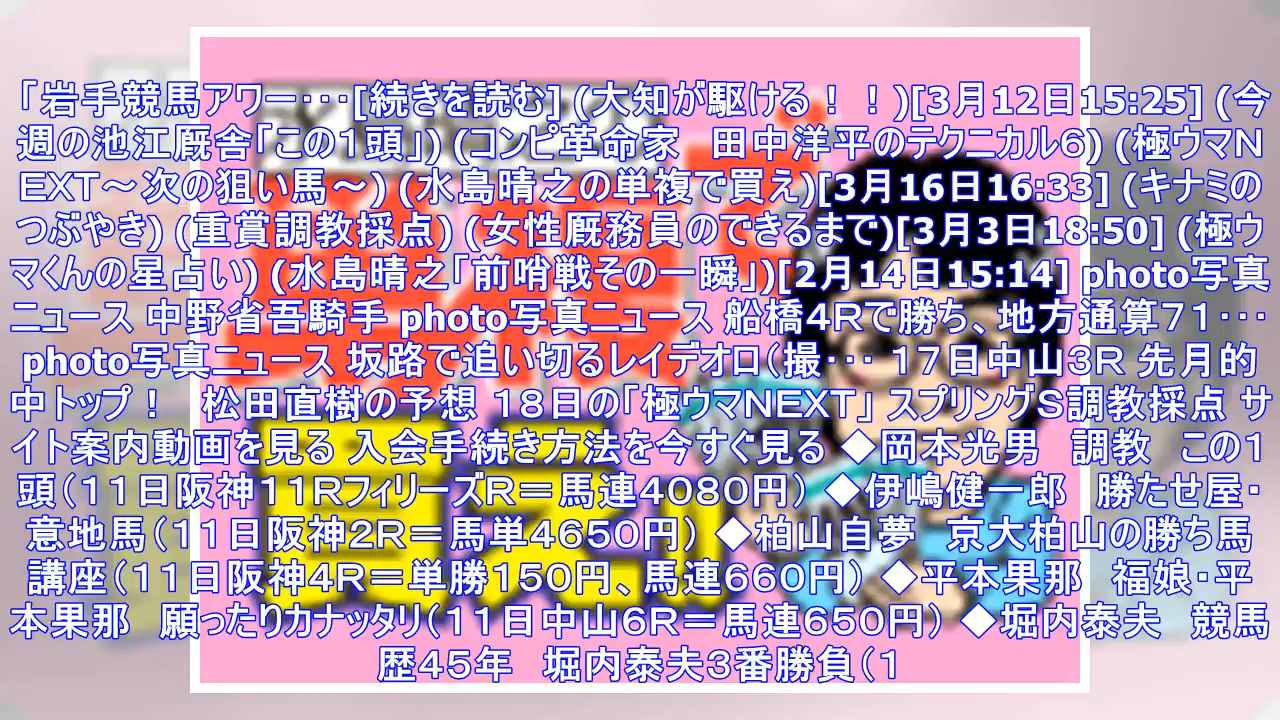 「岩手競馬アワー･･･[続きを読む] (大知が駆ける！！)[3月12日15:25] (今
週の池江厩舎「この１頭」) (コンピ革命家　田中洋平のテクニカル６) (極ウマＮ
ＥＸＴ～次の狙い馬～) (水島晴之の単複で買え)[3月16日16:33] (キナミの
つぶやき) (重賞調教採点) (女性厩務員のできるまで)[3月3日18:50] (極ウ
マくんの星占い) (水島晴之「前哨戦その一瞬」)[2月14日15:14] photo写真
ニュース 中野省吾騎手 photo写真ニュース 船橋４Ｒで勝ち、地方通算７１･･･
photo写真ニュース 坂路で追い切るレイデオロ（撮･･･ １７日中山３Ｒ 先月的
中トップ！　松田直樹の予想 １８日の「極ウマNEXT」 スプリングＳ調教採点 サ
イト案内動画を見る 入会手続き方法を今すぐ見る ◆岡本光男　調教　この１
頭（１１日阪神１１ＲフィリーズＲ＝馬連４０８０円） ◆伊嶋健一郎　勝たせ屋・
意地馬（１１日阪神２Ｒ＝馬単４６５０円） ◆柏山自夢　京大柏山の勝ち馬
講座（１１日阪神４Ｒ＝単勝１５０円、馬連６６０円） ◆平本果那　福娘・平
本果那　願ったりカナッタリ（１１日中山６Ｒ＝馬連６５０円） ◆堀内泰夫　競馬
歴４５年　堀内泰夫３番勝負（１
買え!!